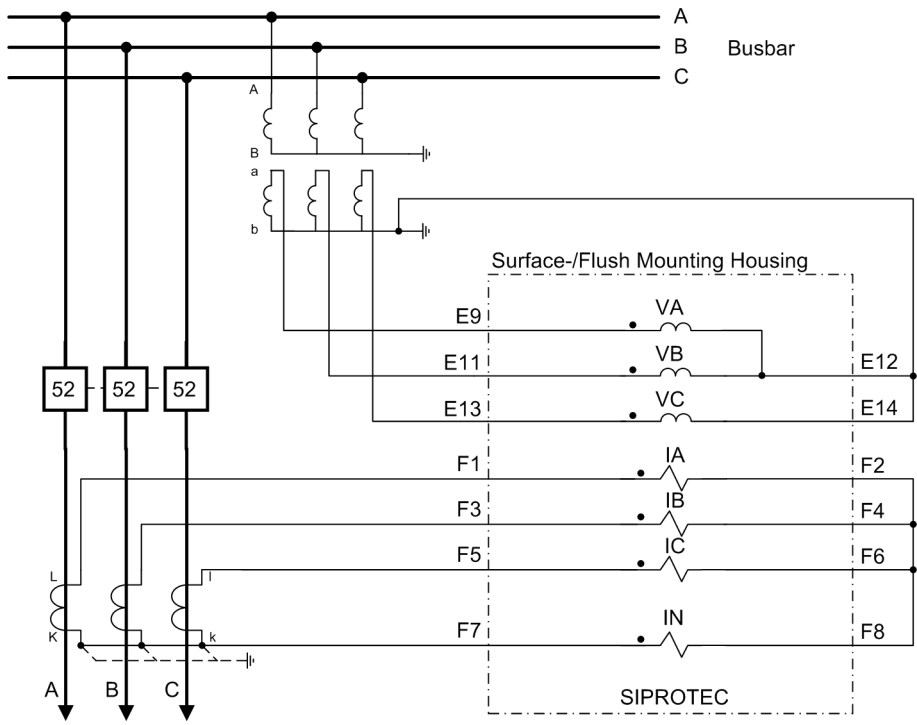 A
B Busbar
C
A
B
a
b
Surface-/Flush Mounting Housing
VA
E9
VB
E11 E12
52 52 52
VC
E13 E14
IA
F1 F2
IB
F3 F4
IC
F5 F6
L l
K k
IN
F7 F8
A B C
SIPROTEC